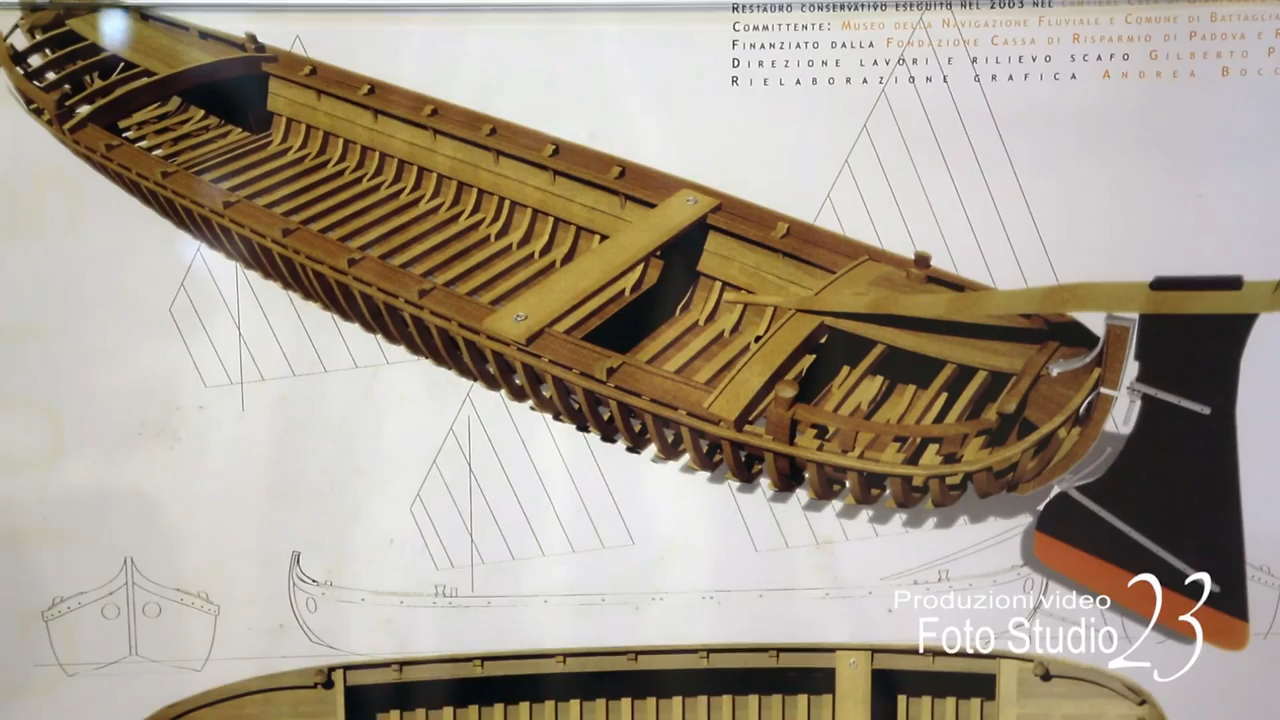 RESTAURO CONSERVATIVO ESEGUITO NEL 2003 NEL
COMMITTENTE: MUSEO DELLA NAVIGAZIONE FLUVIALE E COMUNE DI BATTAGLIA
FINANZIATO DALLA FONDAZIONE CASSA DI RISPARMIO DI PADOVA E R
DIREZIONE LAVORI E RILIEVO SCAFO GILBERTO P
RIELABORAZIONE GRAFICA ANDREA BOCC
Produzioni video
Foto Studio 23